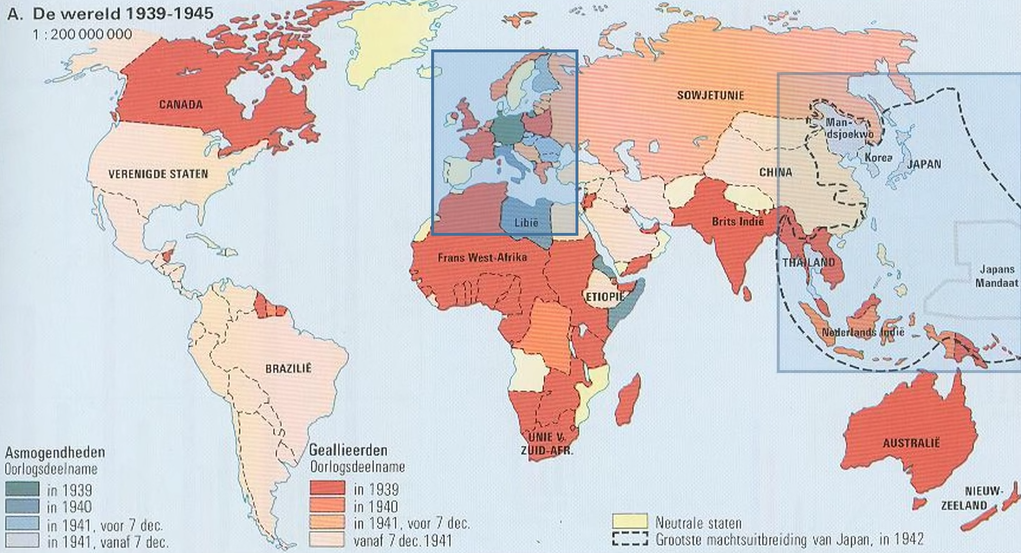 A. De wereld 1939-1945
1 : 200 000 000
CANADA
VERENIGDE STATEN
BRAZILIË
SOWJETUNIE
Man-
dsjoekwo
Korea
JAPAN
CHINA
Libië
Brits Indië
Frans West-Afrika
THAILAND
Japans
Mandaat
ETIOPIË
Nederlands Indië
UNIE V.
ZUID-AFR.
AUSTRALIË
NIEUW-
ZEELAND
Asmogendheden
Oorlogsdeelname
in 1939
in 1940
in 1941, voor 7 dec.
in 1941, vanaf 7 dec.
Geallieerden
Oorlogsdeelname
in 1939
in 1940
in 1941, voor 7 dec.
vanaf 7 dec. 1941
Neutrale staten
Grootste machtsuitbreiding van Japan, in 1942